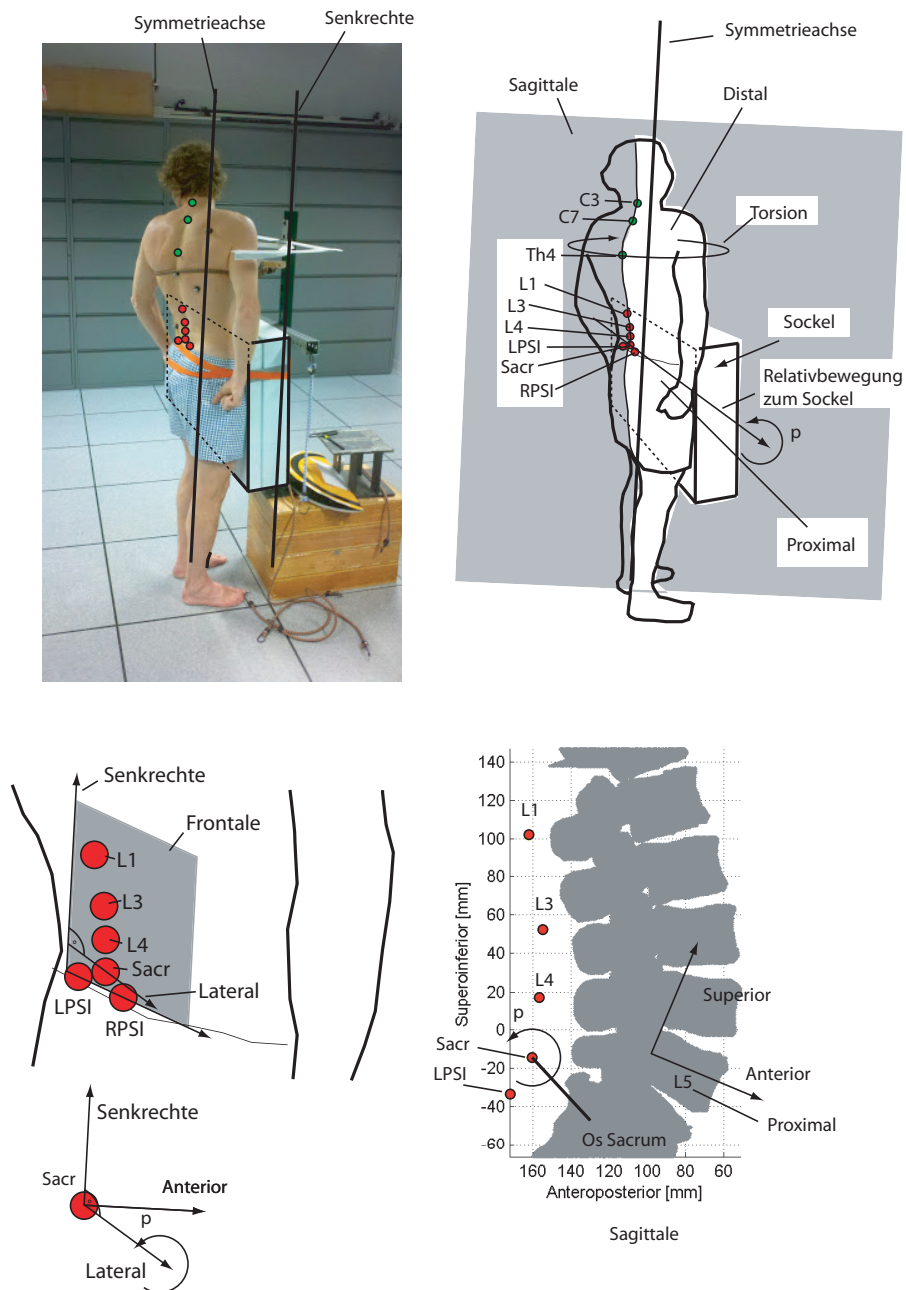 Symmetrieachse
Senkrechte
Symmetrieachse
Sagittale
Distal
C3
C7
Torsion
Th4
L1
L3
L4
LPSI
Sacr
RPSI
Sockel
Relativbewegung
zum Sockel
p
Proximal
Senkrechte
Frontale
L1
L3
L4
Sacr
Lateral
LPSI
RPSI
Senkrechte
Sacr
Anterior
p
Lateral
140
120
100
80
60
40
20
0
-20
-40
-60
Superoinferior [mm]
L1
L3
L4
p
Sacr
LPSI
Superior
Anterior
L5
Proximal
Os Sacrum
160 140 120 100 80 60
Anteroposterior [mm]
Sagittale